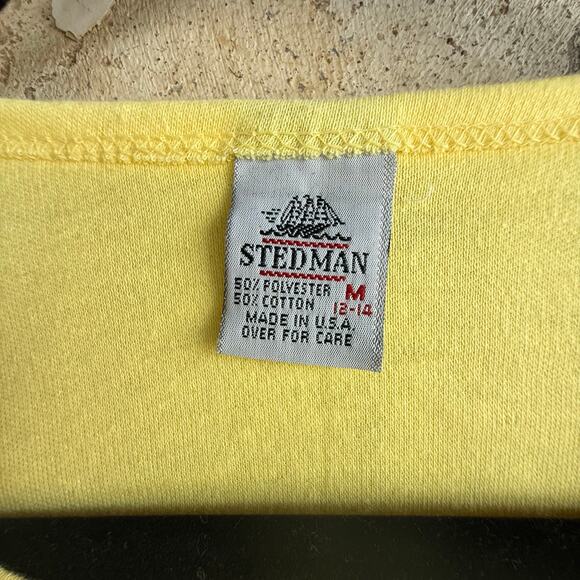 STEDMAN
50% POLYESTER M
50% COTTON 12-14
MADE IN U.S.A.
OVER FOR CARE